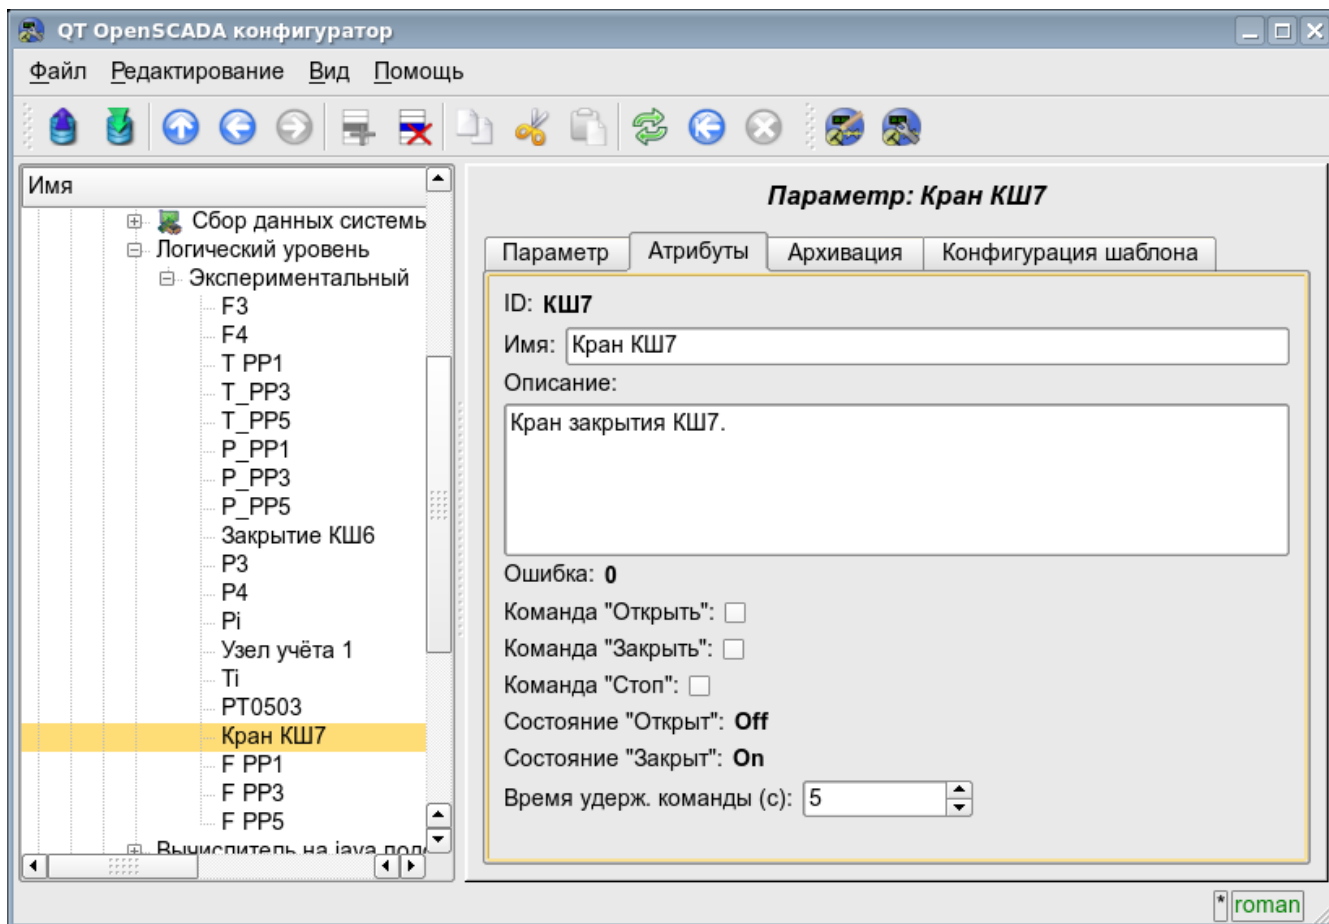 QT OpenSCADA конфигуратор
Файл Редактирование Вид Помощь
Имя
Сбор данных системы
Логический уровень
Экспериментальный
F3
F4
T PP1
T_PP3
T_PP5
P_PP1
P_PP3
P_PP5
Закрытие КШ6
P3
P4
Pi
Узел учёта 1
Ti
PT0503
Кран КШ7
F PP1
F PP3
F PP5
Вычислитель на java
Параметр: Кран КШ7
Параметр Атрибуты Архивация Конфигурация шаблона
ID: КШ7
Имя: Кран КШ7
Описание:
Кран закрытия КШ7.
Ошибка: 0
Команда "Открыть":
Команда "Закрыть":
Команда "Стоп":
Состояние "Открыт": Off
Состояние "Закрыт": On
Время удерж. команды (с): 5
* roman